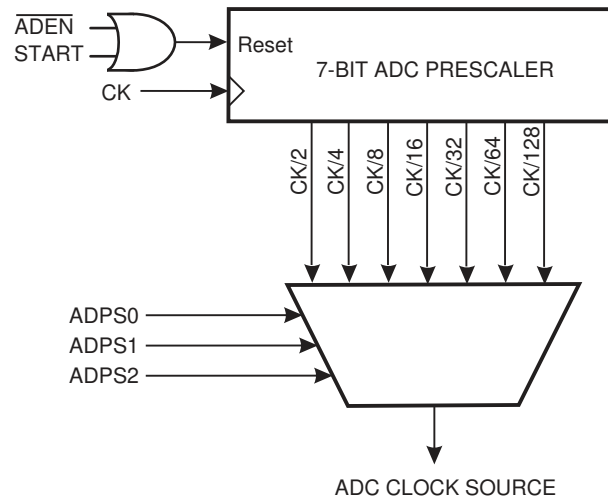 ADEN
START
Reset
CK
7-BIT ADC PRESCALER
CK/2
CK/4
CK/8
CK/16
CK/32
CK/64
CK/128
ADPS0
ADPS1
ADPS2
ADC CLOCK SOURCE